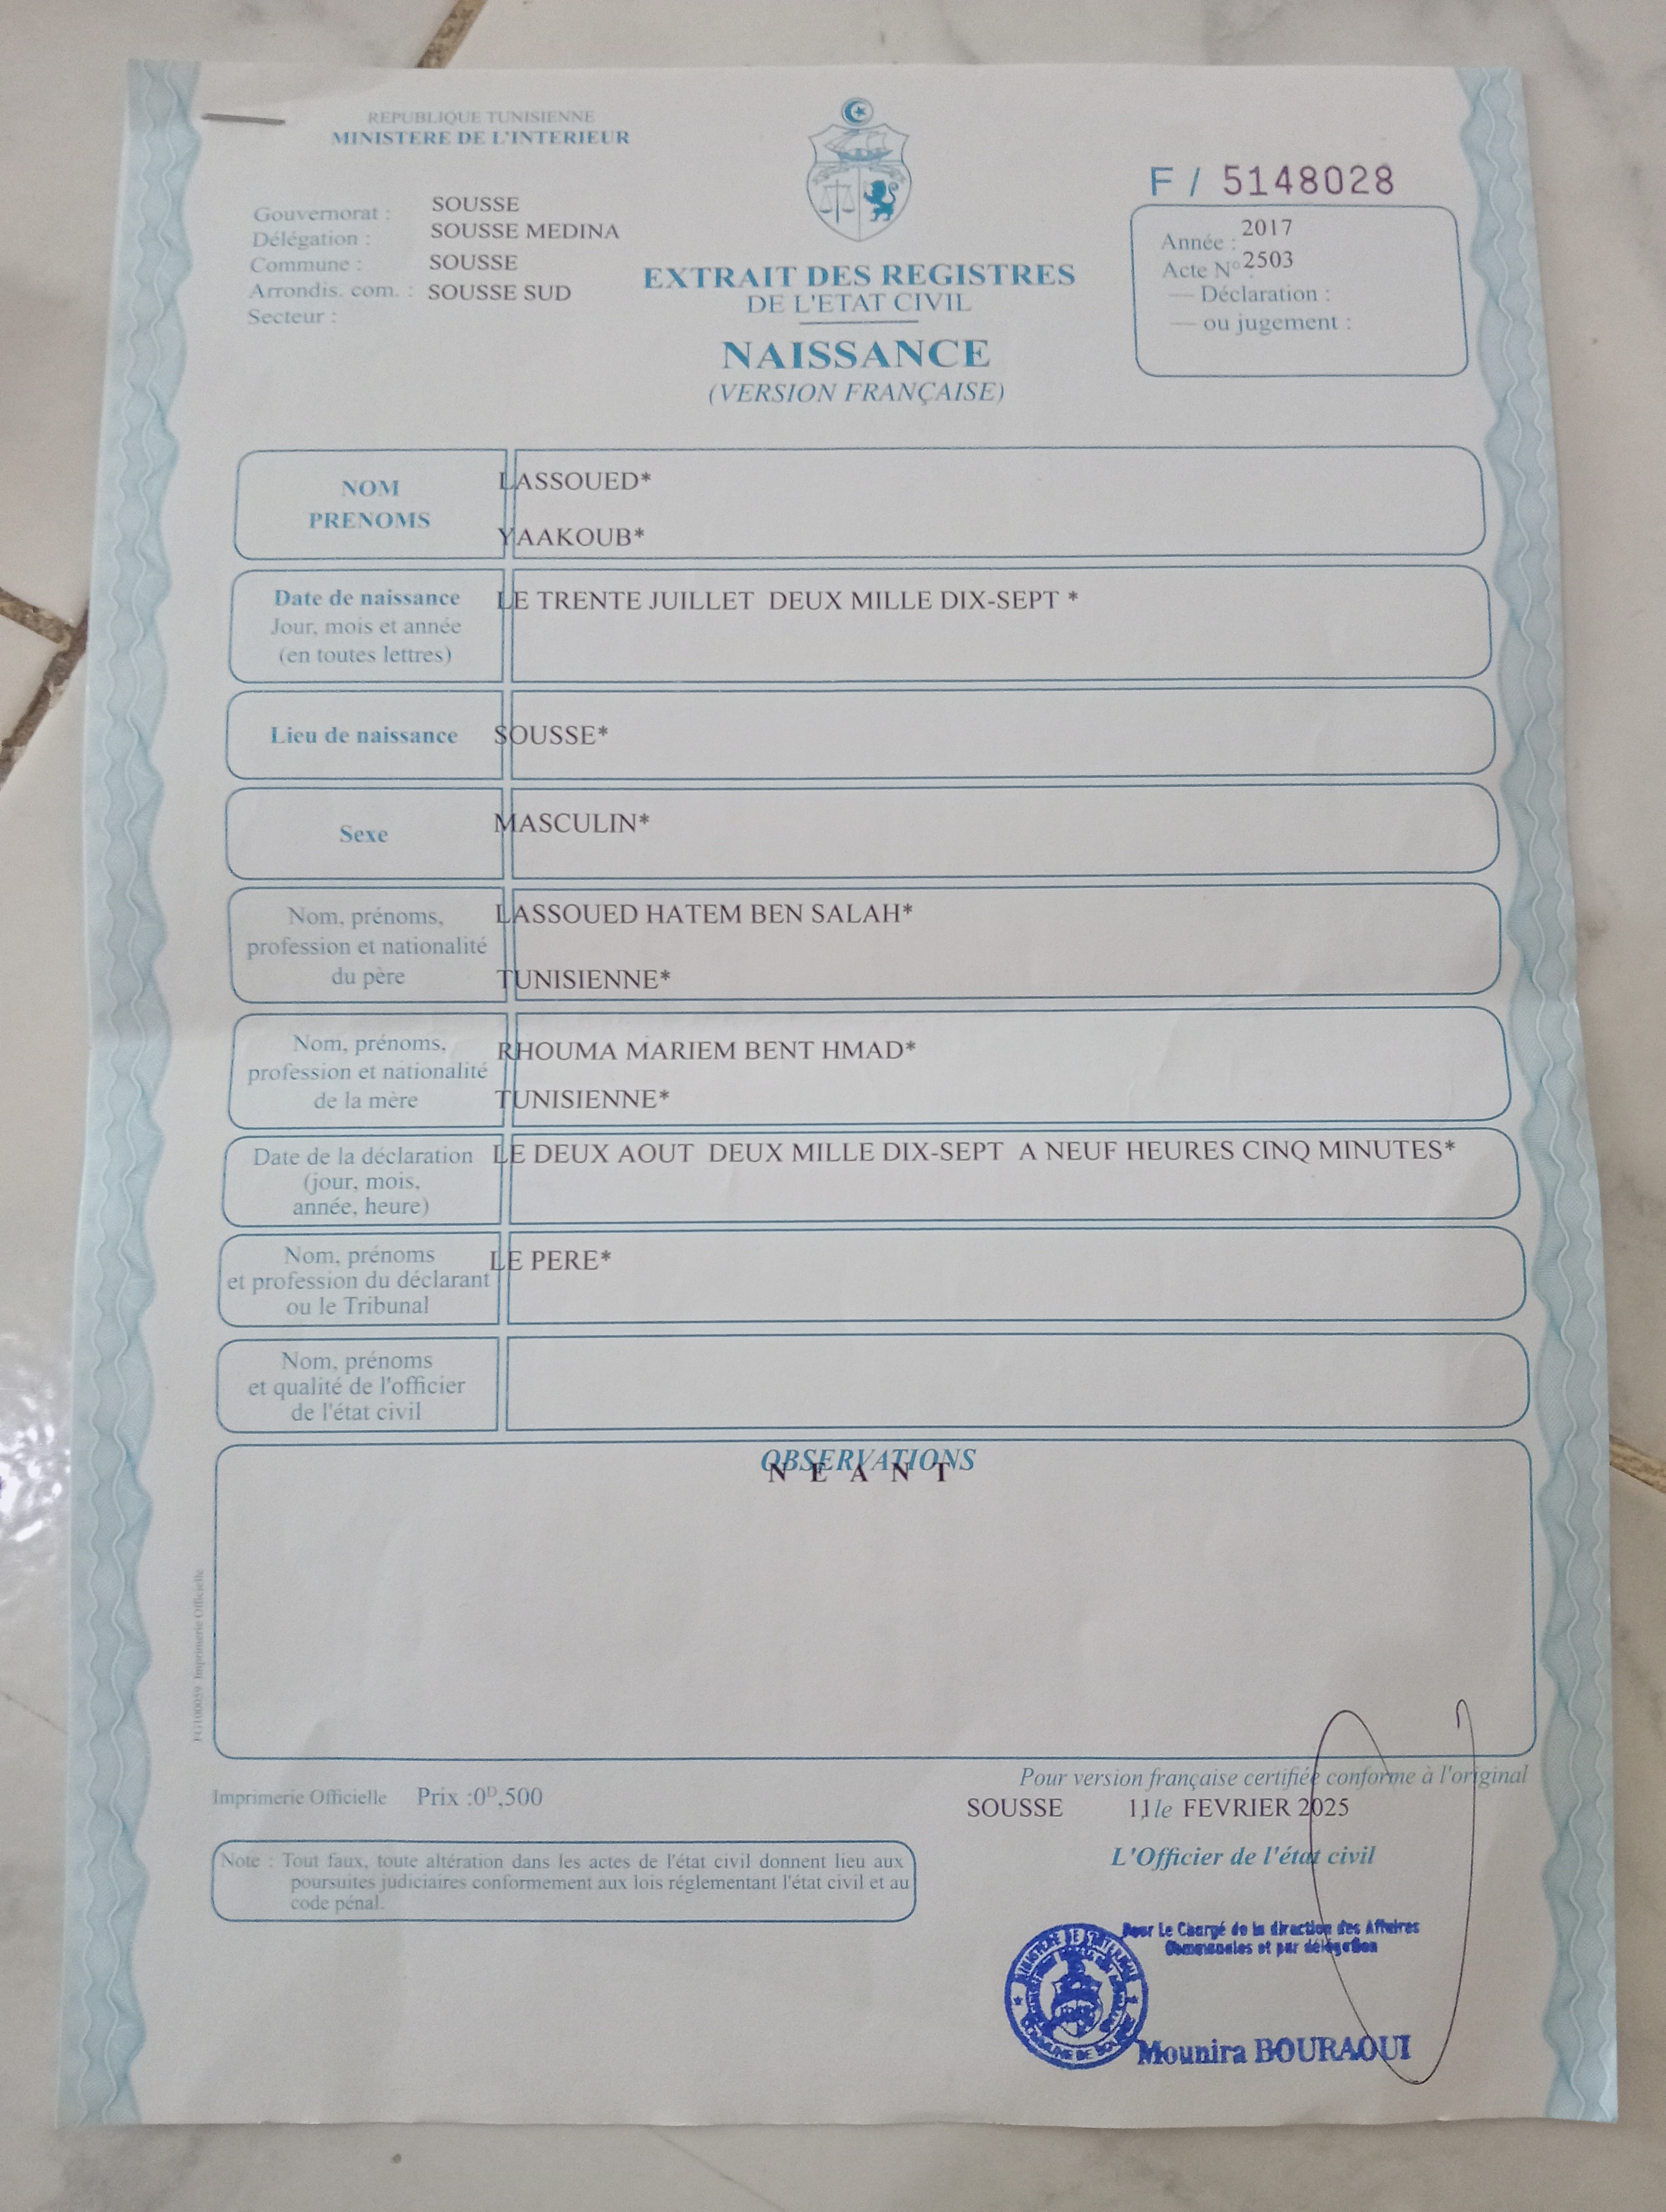 REPUBLIQUE TUNISIENNE
MINISTERE DE L'INTERIEUR
Gouvernorat : SOUSSE
Délégation : SOUSSE MEDINA
Commune : SOUSSE
Arrondis. com. : SOUSSE SUD
Secteur :
EXTRAIT DES REGISTRES
DE L'ETAT CIVIL
NAISSANCE
(VERSION FRANÇAISE)
F / 5148028
Année : 2017
Acte N° 2503
— Déclaration :
— ou jugement :
NOM LASSOUED*
PRENOMS YAAKOUB*
Date de naissance LE TRENTE JUILLET DEUX MILLE DIX-SEPT *
Jour, mois et année
(en toutes lettres)
Lieu de naissance SOUSSE*
Sexe MASCULIN*
Nom, prénoms, LASSOUED HATEM BEN SALAH*
profession et nationalité
du père TUNISIENNE*
Nom, prénoms, RHOUMA MARIEM BENT HMAD*
profession et nationalité
de la mère TUNISIENNE*
Date de la déclaration LE DEUX AOUT DEUX MILLE DIX-SEPT A NEUF HEURES CINQ MINUTES*
(jour, mois,
année, heure)
Nom, prénoms LE PERE*
et profession du déclarant
ou le Tribunal
Nom, prénoms
et qualité de l'officier
de l'état civil
OBSERVATIONS
N E A N T
FG100059 Imprimerie Officielle
Imprimerie Officielle Prix :0D,500
Pour version française certifiée conforme à l'original
SOUSSE 11, le FEVRIER 2025
L'Officier de l'état civil
Note : Tout faux, toute altération dans les actes de l'état civil donnent lieu aux
poursuites judiciaires conformement aux lois réglementant l'état civil et au
code pénal.
Pour Le Chargé de la direction des Affaires
Communales et par délégation
Mounira BOURAOUI